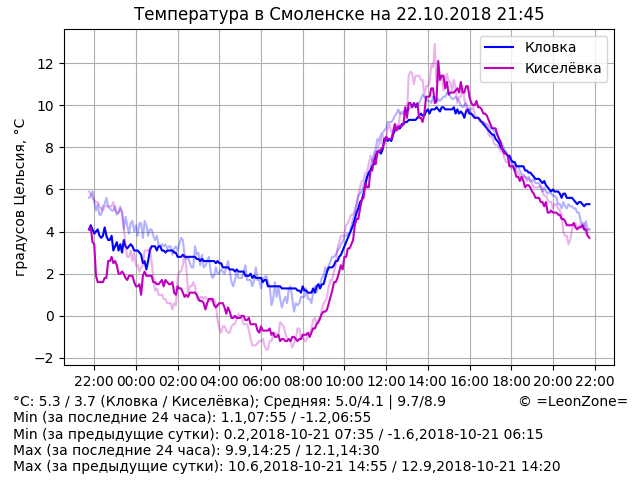 Температура в Смоленске на 22.10.2018 21:45
Кловка
Киселёвка
градусов Цельсия, °C
12
10
8
6
4
2
0
−2
22:00 00:00 02:00 04:00 06:00 08:00 10:00 12:00 14:00 16:00 18:00 20:00 22:00
°C: 5.3 / 3.7 (Кловка / Киселёвка); Средняя: 5.0/4.1 | 9.7/8.9 © =LeonZone=
Min (за последние 24 часа): 1.1,07:55 / -1.2,06:55
Min (за предыдущие сутки): 0.2,2018-10-21 07:35 / -1.6,2018-10-21 06:15
Max (за последние 24 часа): 9.9,14:25 / 12.1,14:30
Max (за предыдущие сутки): 10.6,2018-10-21 14:55 / 12.9,2018-10-21 14:20